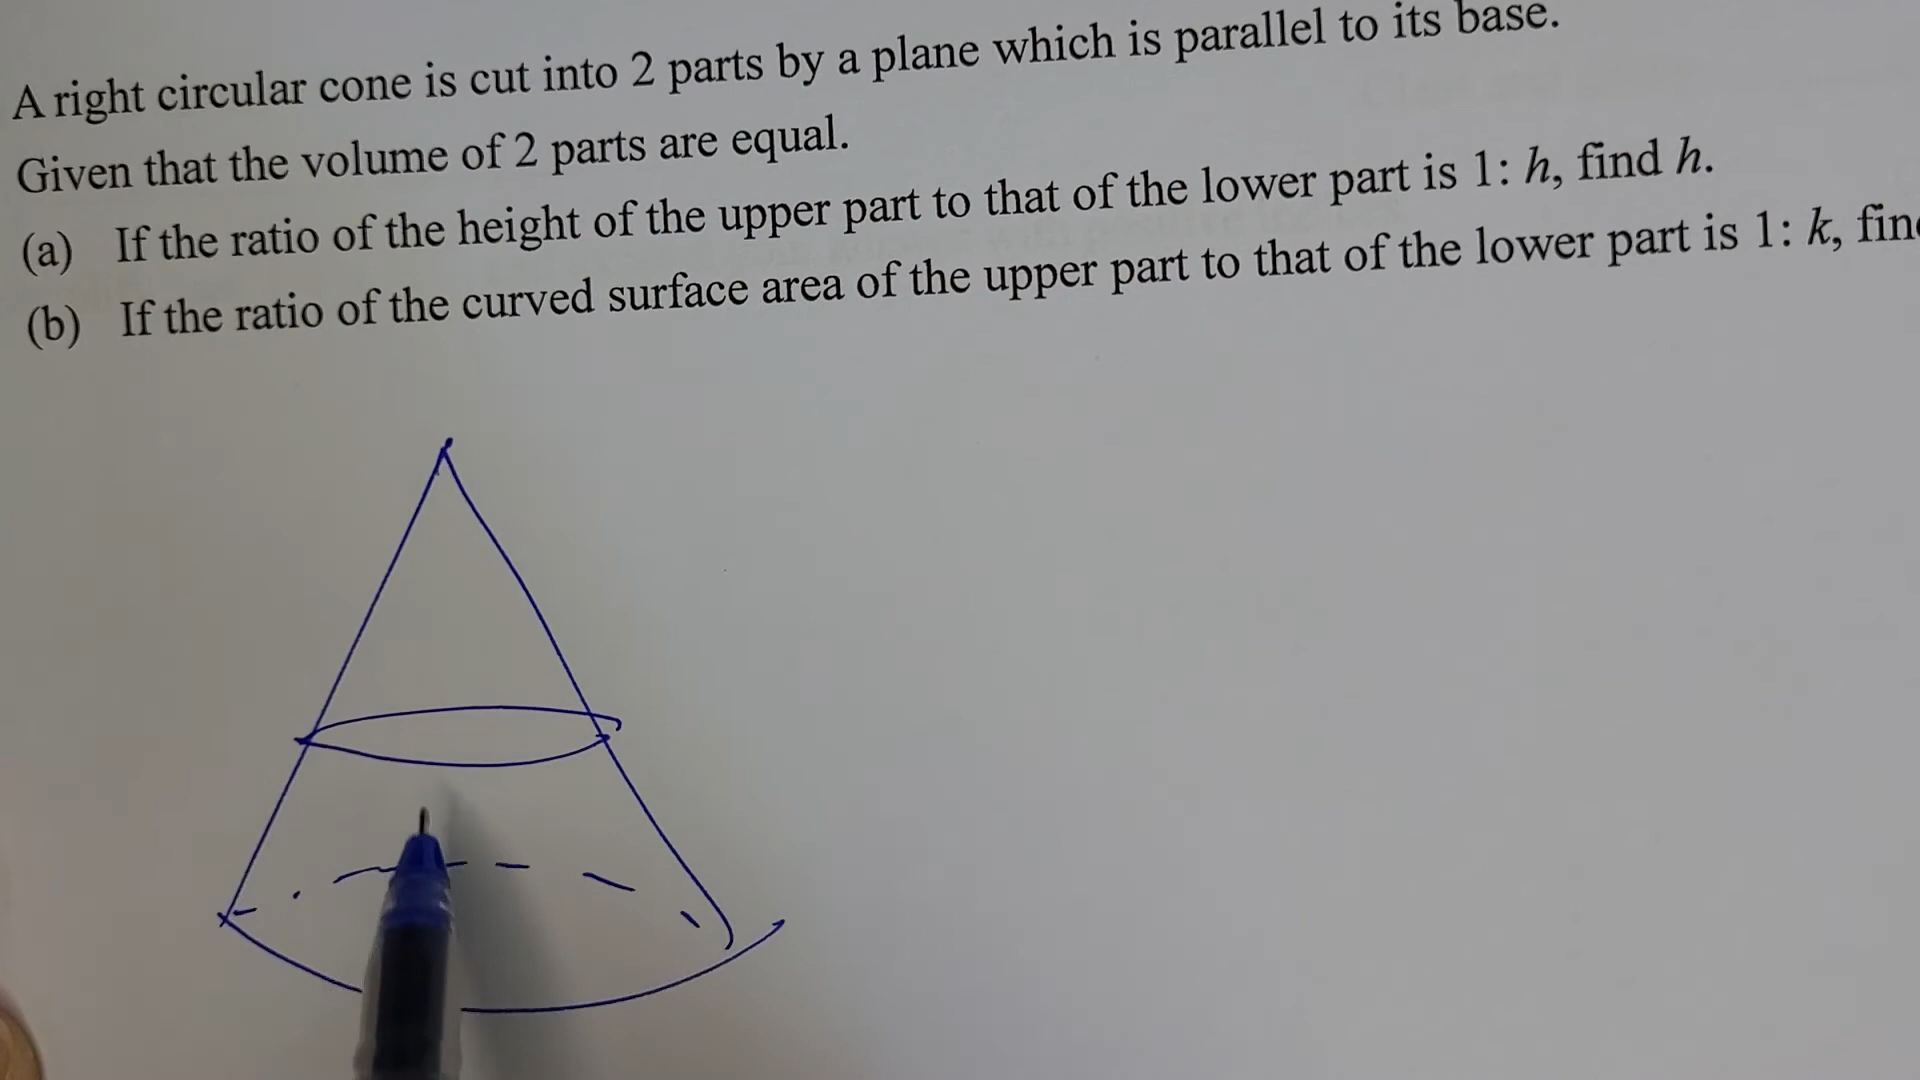 A right circular cone is cut into 2 parts by a plane which is parallel to its base.
Given that the volume of 2 parts are equal.
(a) If the ratio of the height of the upper part to that of the lower part is 1: h, find h.
(b) If the ratio of the curved surface area of the upper part to that of the lower part is 1: k,